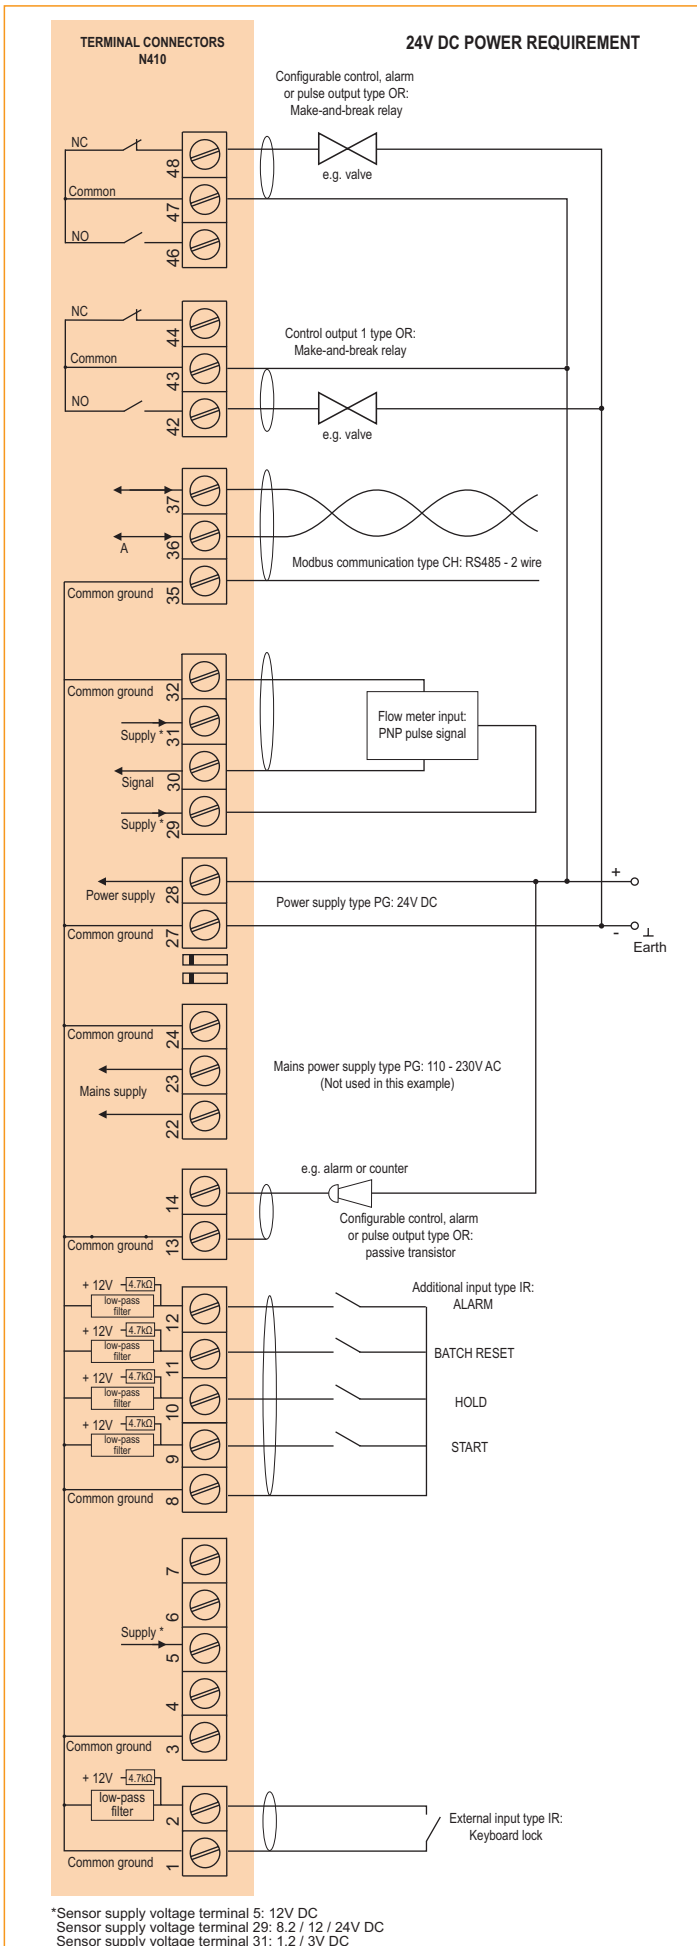 TERMINAL CONNECTORS
N410
24V DC POWER REQUIREMENT
Configurable control, alarm
or pulse output type OR:
Make-and-break relay
NC
48
e.g. valve
Common
47
NO
46
NC
44
Control output 1 type OR:
Make-and-break relay
Common
43
NO
42
e.g. valve
37
A
36
Modbus communication type CH: RS485 - 2 wire
Common ground
35
Common ground
32
Flow meter input:
PNP pulse signal
Supply *
31
Signal
30
Supply *
29
+
Power supply
28
Power supply type PG: 24V DC
Common ground
27
- ⊥
Earth
Common ground
24
Mains power supply type PG: 110 - 230V AC
(Not used in this example)
23
Mains supply
22
e.g. alarm or counter
14
Configurable control, alarm
or pulse output type OR:
passive transistor
Common ground
13
+ 12V
4.7kΩ
low-pass
filter
12
Additional input type IR:
ALARM
+ 12V
4.7kΩ
low-pass
filter
11
BATCH RESET
+ 12V
4.7kΩ
low-pass
filter
10
HOLD
+ 12V
4.7kΩ
low-pass
filter
9
START
Common ground
8
7
6
Supply *
5
4
Common ground
3
+ 12V
4.7kΩ
low-pass
filter
2
External input type IR:
Keyboard lock
Common ground
1
*Sensor supply voltage terminal 5: 12V DC
Sensor supply voltage terminal 29: 8.2 / 12 / 24V DC
Sensor supply voltage terminal 31: 1.2 / 3V DC